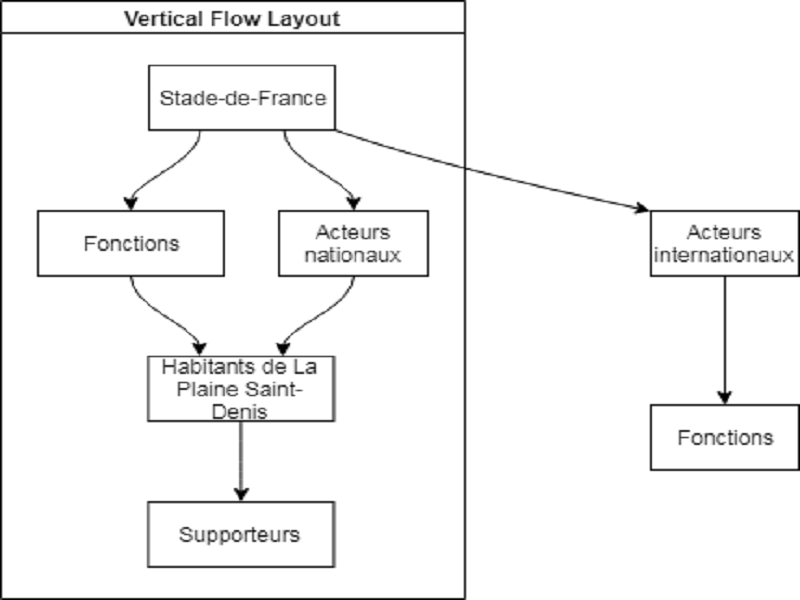 Vertical Flow Layout
Stade-de-France
Fonctions
Acteurs
nationaux
Acteurs
internationaux
Habitants de La
Plaine Saint-
Denis
Fonctions
Supporteurs